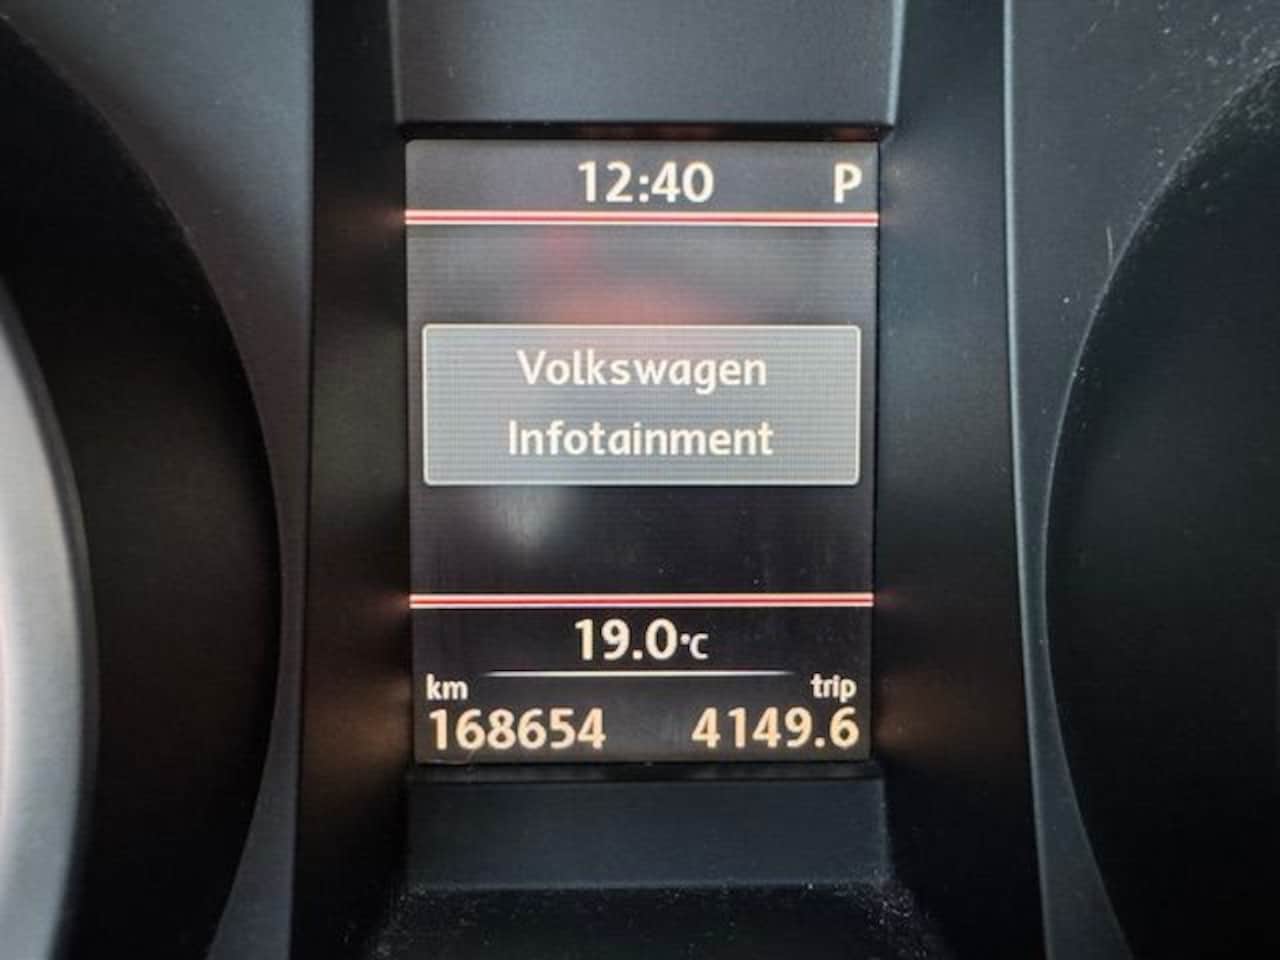 12:40 P
Volkswagen
Infotainment
19.0°C
km trip
168654 4149.6